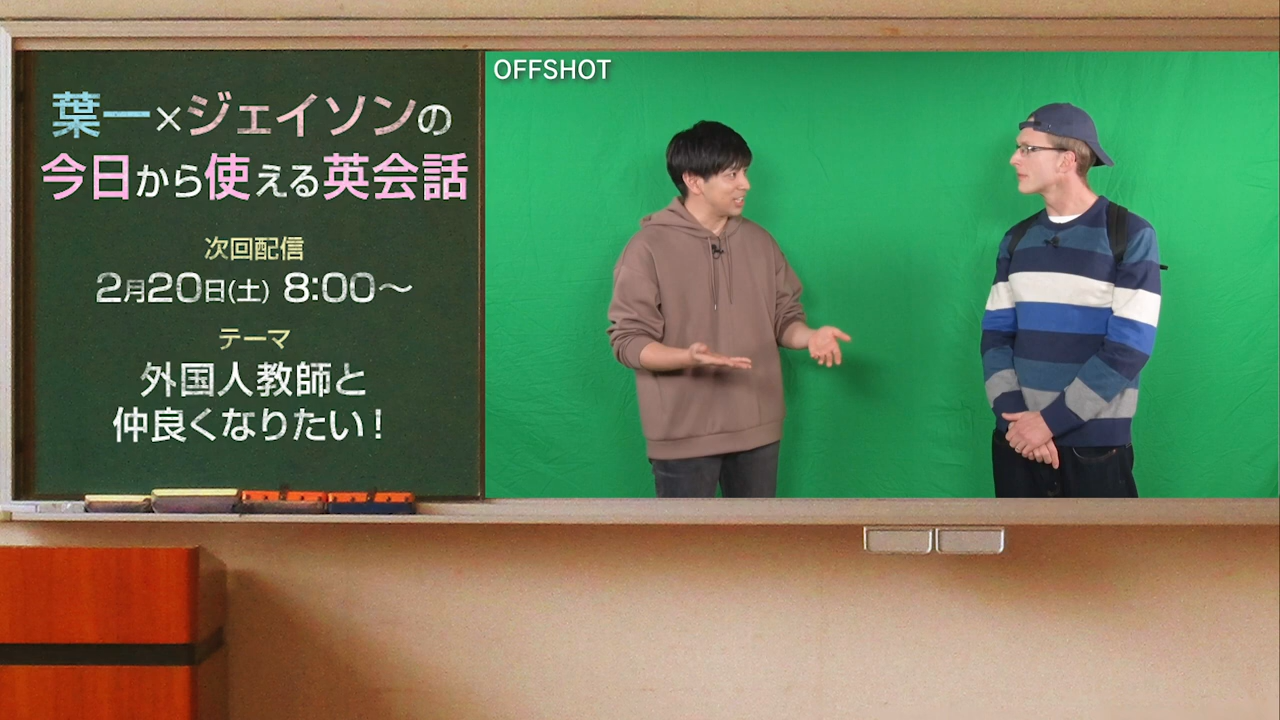 葉一×ジェイソンの
今日から使える英会話
次回配信
2月20日(土) 8:00〜
テーマ
外国人教師と
仲良くなりたい!
OFFSHOT